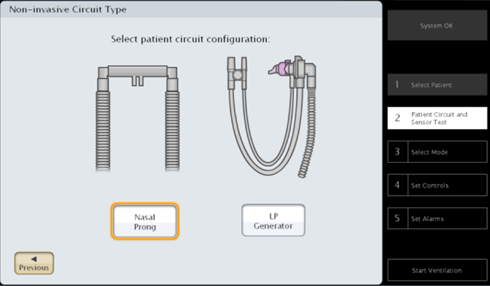 Non-invasive Circuit Type
Select patient circuit configuration:
Nasal
Prong
LP
Generator
Previous
System OK
1 Select Patient
2 Patient Circuit and
Sensor Test
3 Select Mode
4 Set Controls
5 Set Alarms
Start Ventilation